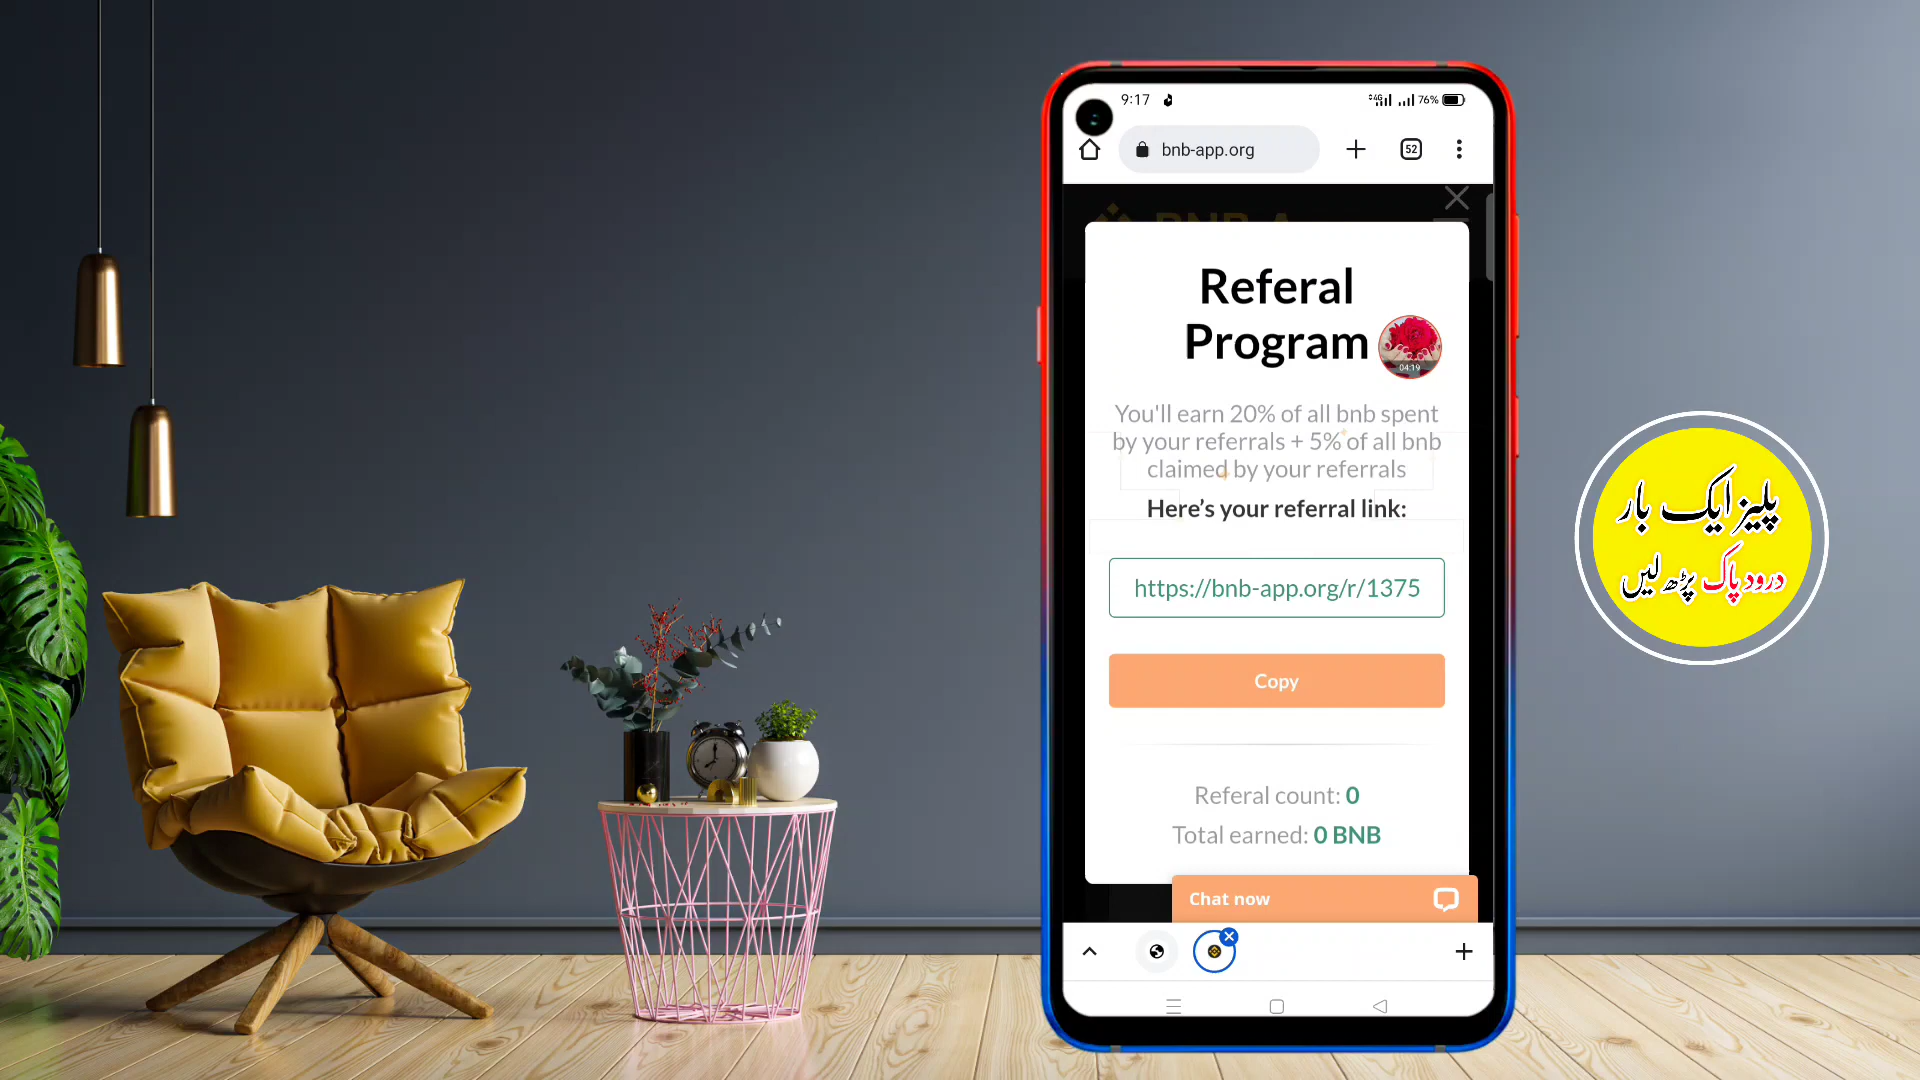 9:17
4G
76%
bnb-app.org
52
Referal
Program
04:19
You'll earn 20% of all bnb spent
by your referrals + 5% of all bnb
claimed by your referrals
Here’s your referral link:
https://bnb-app.org/r/1375
Copy
Referal count: 0
Total earned: 0 BNB
Chat now
پلیز ایک بار
درود پاک پڑھ لیں